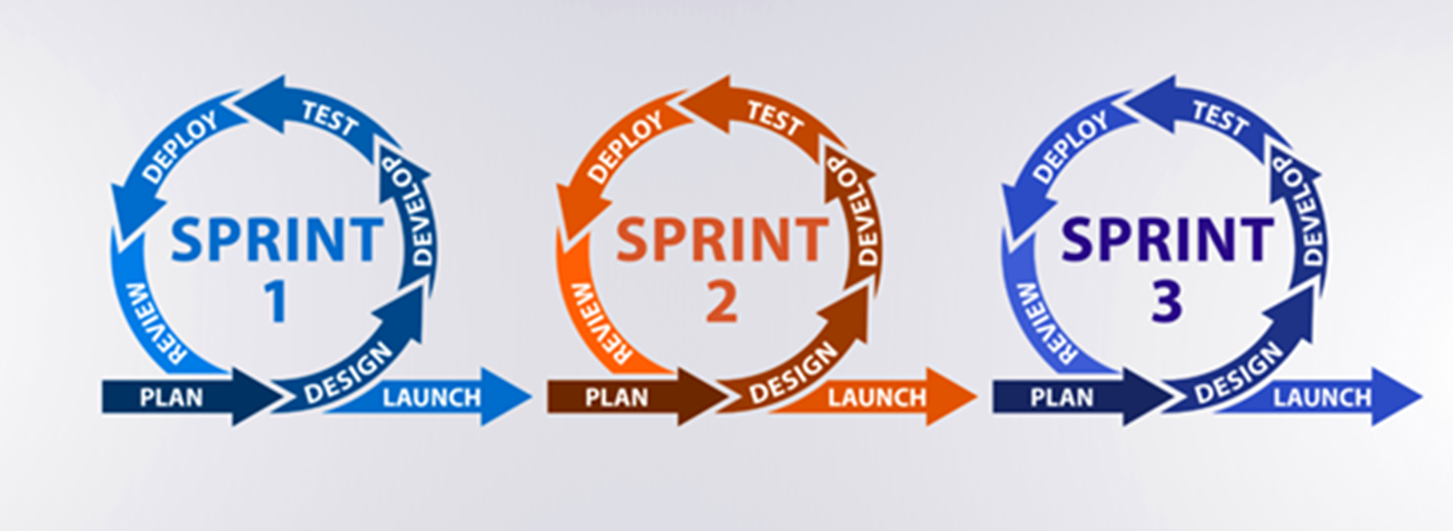 PLAN
DESIGN
DEVELOP
TEST
DEPLOY
REVIEW
LAUNCH
SPRINT
1
PLAN
DESIGN
DEVELOP
TEST
DEPLOY
REVIEW
LAUNCH
SPRINT
2
PLAN
DESIGN
DEVELOP
TEST
DEPLOY
REVIEW
LAUNCH
SPRINT
3